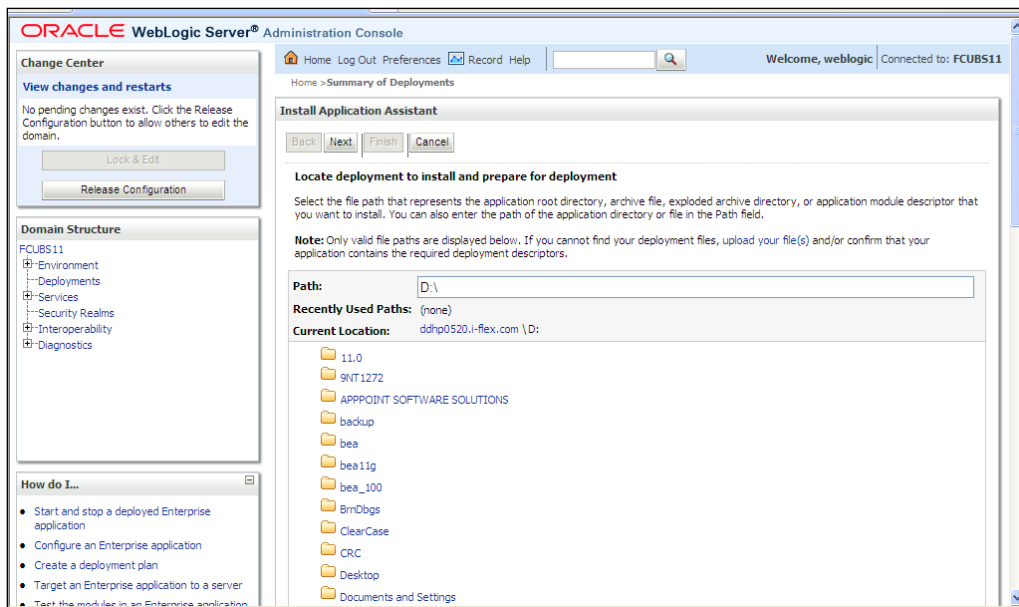 ORACLE WebLogic Server® Administration Console
Change Center
View changes and restarts
No pending changes exist. Click the Release
Configuration button to allow others to edit the
domain.
Lock & Edit
Release Configuration
Domain Structure
FCUBS11
Environment
Deployments
Services
Security Realms
Interoperability
Diagnostics
How do I...
Start and stop a deployed Enterprise
application
Configure an Enterprise application
Create a deployment plan
Target an Enterprise application to a server
Test the modules in an Enterprise application
Home Log Out Preferences Record Help
Welcome, weblogic Connected to: FCUBS11
Home >Summary of Deployments
Install Application Assistant
Back Next Finish Cancel
Locate deployment to install and prepare for deployment
Select the file path that represents the application root directory, archive file, exploded archive directory, or application module descriptor that
you want to install. You can also enter the path of the application directory or file in the Path field.
Note: Only valid file paths are displayed below. If you cannot find your deployment files, upload your file(s) and/or confirm that your
application contains the required deployment descriptors.
Path: D:\
Recently Used Paths: (none)
Current Location: ddhp0520.i-flex.com \D:
11.0
9NT1272
APPPOINT SOFTWARE SOLUTIONS
backup
bea
bea11g
bea_100
BrnDbgs
ClearCase
CRC
Desktop
Documents and Settings